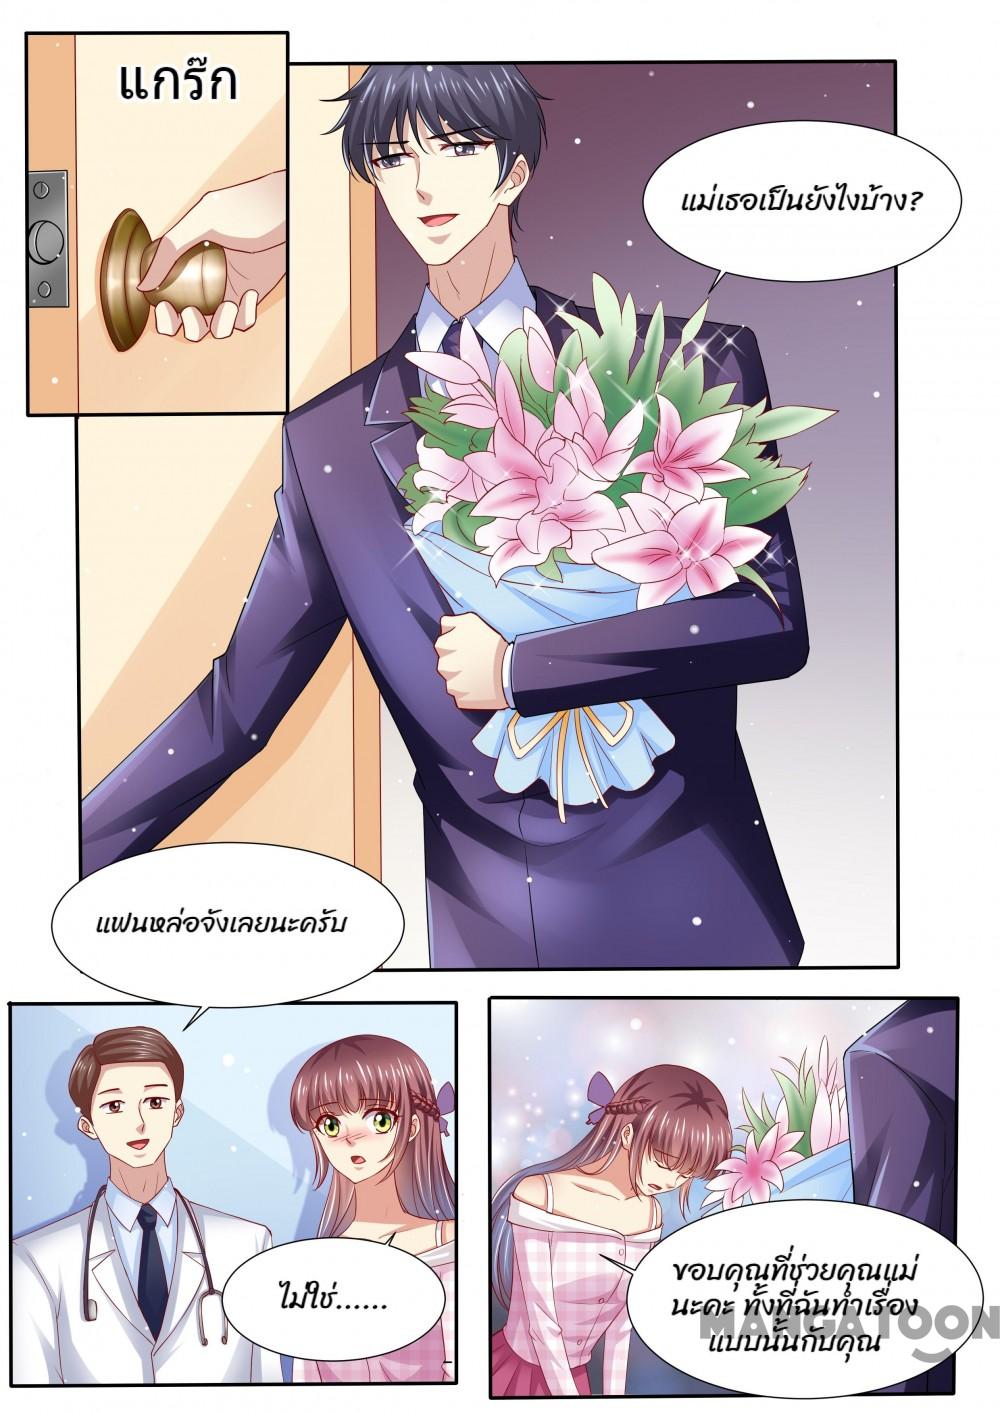 แกร๊ก
แม่เธอเป็นยังไงบ้าง?
แฟนหล่อจังเลยนะครับ
ไม่ใช่......
ขอบคุณที่ช่วยคุณแม่
นะคะ ทั้งที่ฉันทำเรื่อง
แบบนั้นกับคุณ
MANGATOON